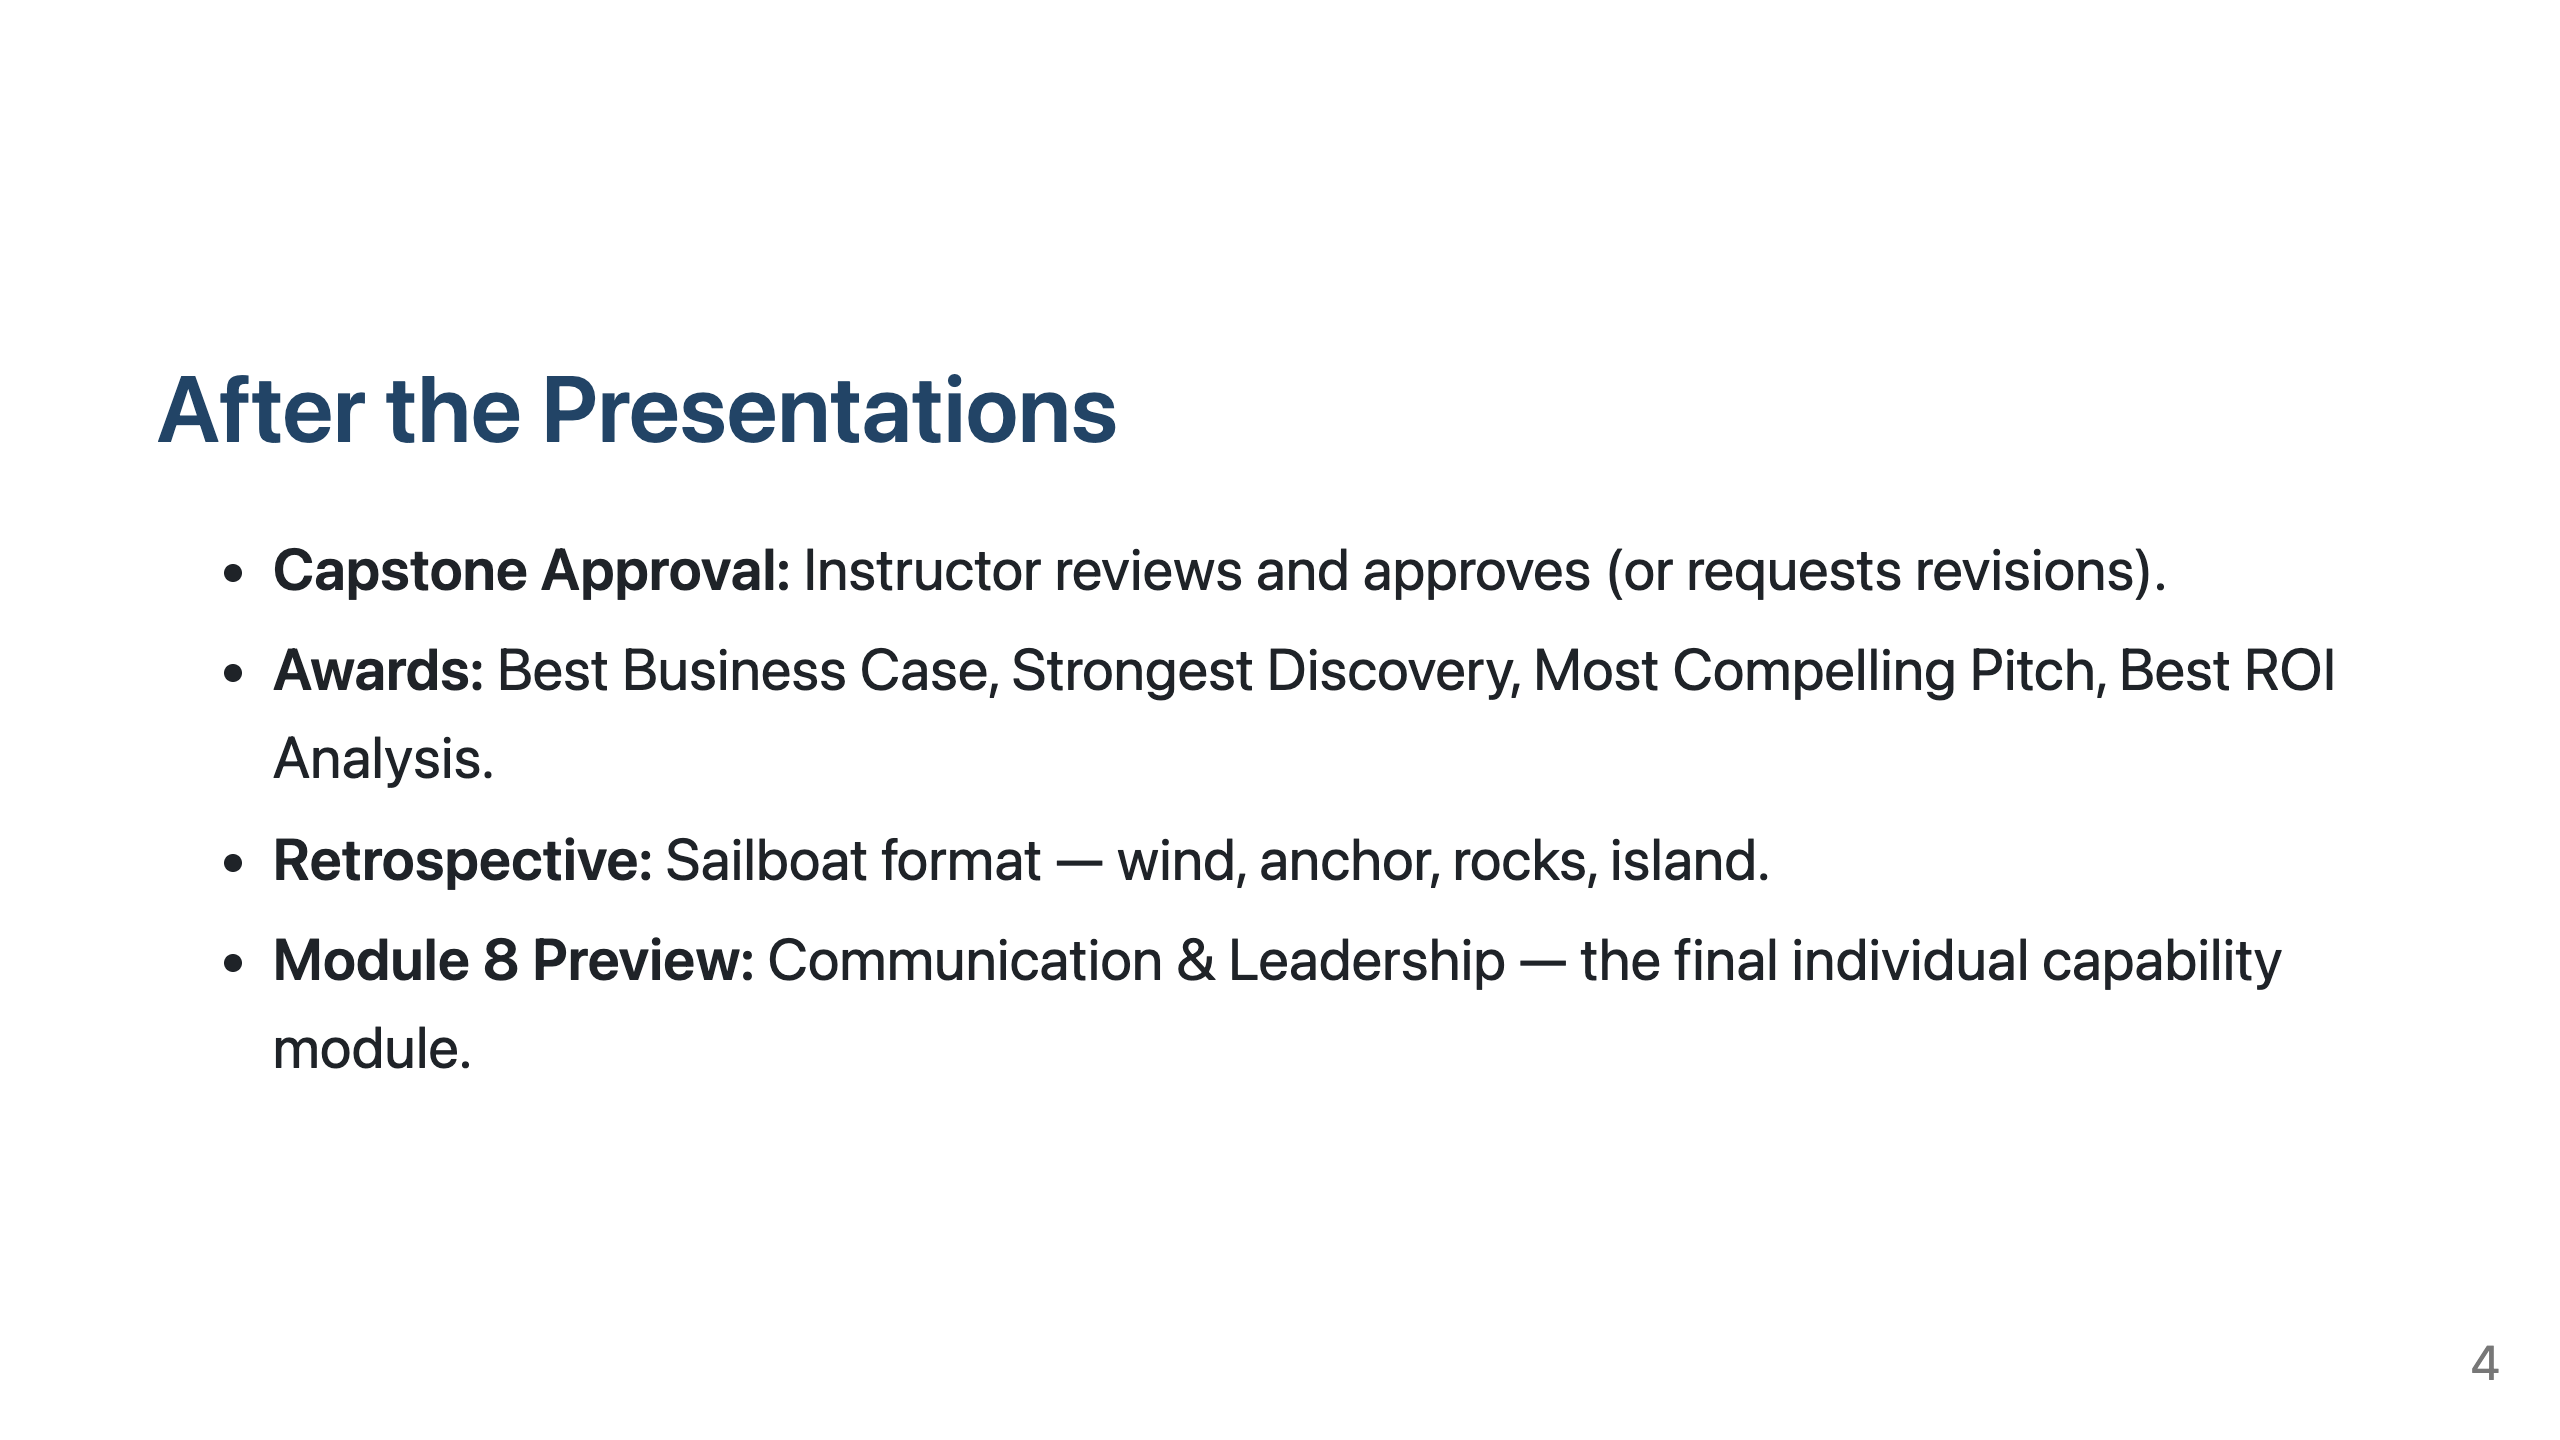 After the Presentations
• Capstone Approval: Instructor reviews and approves (or requests revisions).
• Awards: Best Business Case, Strongest Discovery, Most Compelling Pitch, Best ROI
Analysis.
• Retrospective: Sailboat format — wind, anchor, rocks, island.
• Module 8 Preview: Communication & Leadership — the final individual capability
module.
4